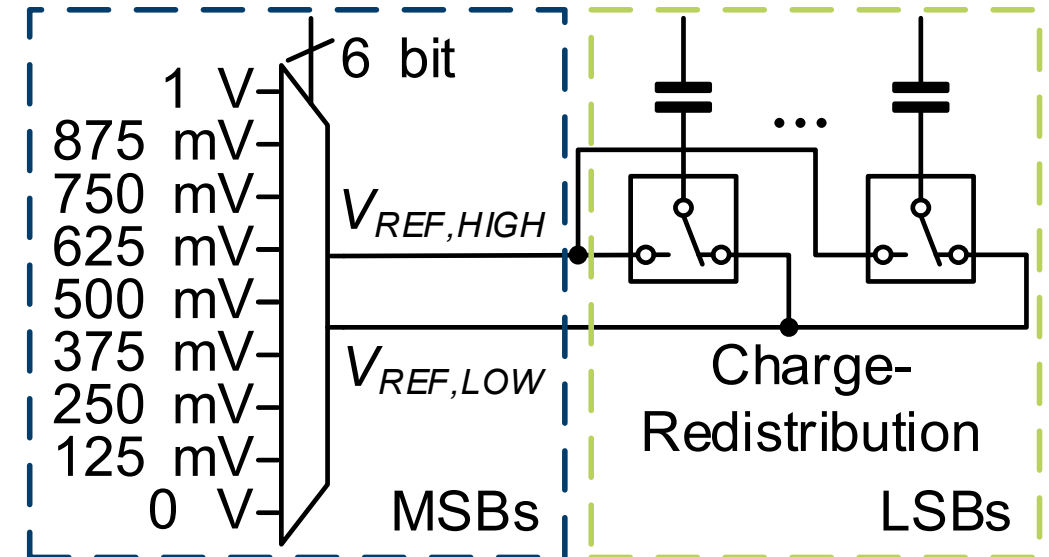 6 bit
1 V
875 mV
750 mV
625 mV
500 mV
375 mV
250 mV
125 mV
0 V
V_REF,HIGH
V_REF,LOW
MSBs
...
Charge-
Redistribution
LSBs